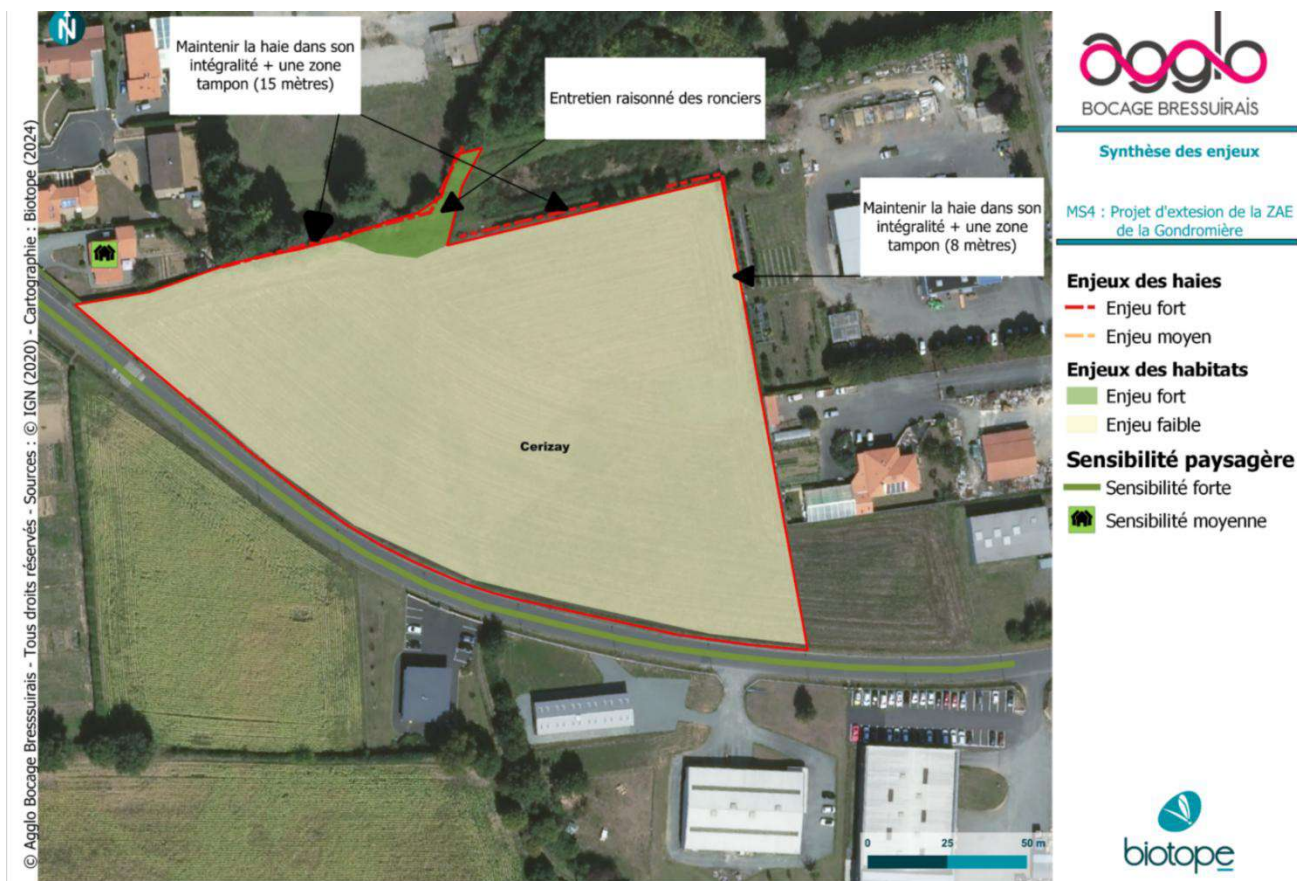 N
Maintenir la haie dans son
intégralité + une zone
tampon (15 mètres)
Entretien raisonné des ronciers
Maintenir la haie dans son
intégralité + une zone
tampon (8 mètres)
Cerizay
0 25 50 m
© Agglo Bocage Bresssuirais - Tous droits réservés - Sources : © IGN (2020) - Cartographie : Biotope (2024)
agglo
BOCAGE BRESSUIRAIS
Synthèse des enjeux
MS4 : Projet d'extesion de la ZAE
de la Gondromière
Enjeux des haies
Enjeu fort
Enjeu moyen
Enjeux des habitats
Enjeu fort
Enjeu faible
Sensibilité paysagère
Sensibilité forte
Sensibilité moyenne
biotope